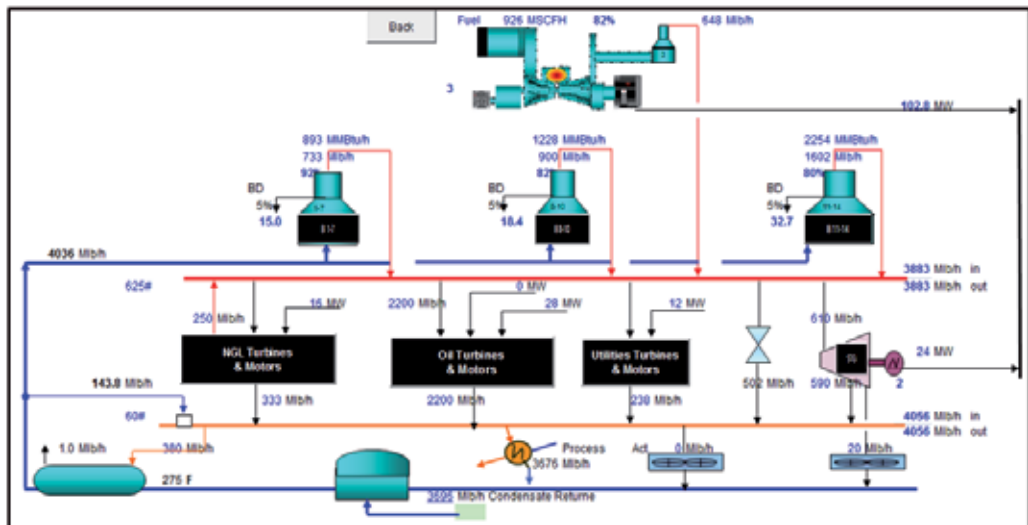 Back
Fuel 926 MSCFH 82% 648 Mlb/h
3
102.8 MW
893 MMBtu/h 1228 MMBtu/h 2254 MMBtu/h
733 Mlb/h 900 Mlb/h 1602 Mlb/h
92% 82% 80%
BD BD BD
5% 5% 5%
15.0 18.4 32.7
11-14
4036 Mlb/h
3883 Mlb/h in
625# 3883 Mlb/h out
0 MW
16 MW 2200 Mlb/h 28 MW 12 MW
250 Mlb/h 610 Mlb/h
NGL Turbines & Motors
Oil Turbines & Motors
Utilities Turbines & Motors
24 MW
143.8 Mlb/h 502 Mlb/h 590 Mlb/h 2
333 Mlb/h 2200 Mlb/h 238 Mlb/h
60# 4056 Mlb/h in
4056 Mlb/h out
1.0 Mlb/h 380 Mlb/h Process Act. 0 Mlb/h 20 Mlb/h
3676 Mlb/h
275 F
3695 Mlb/h Condensate Returne